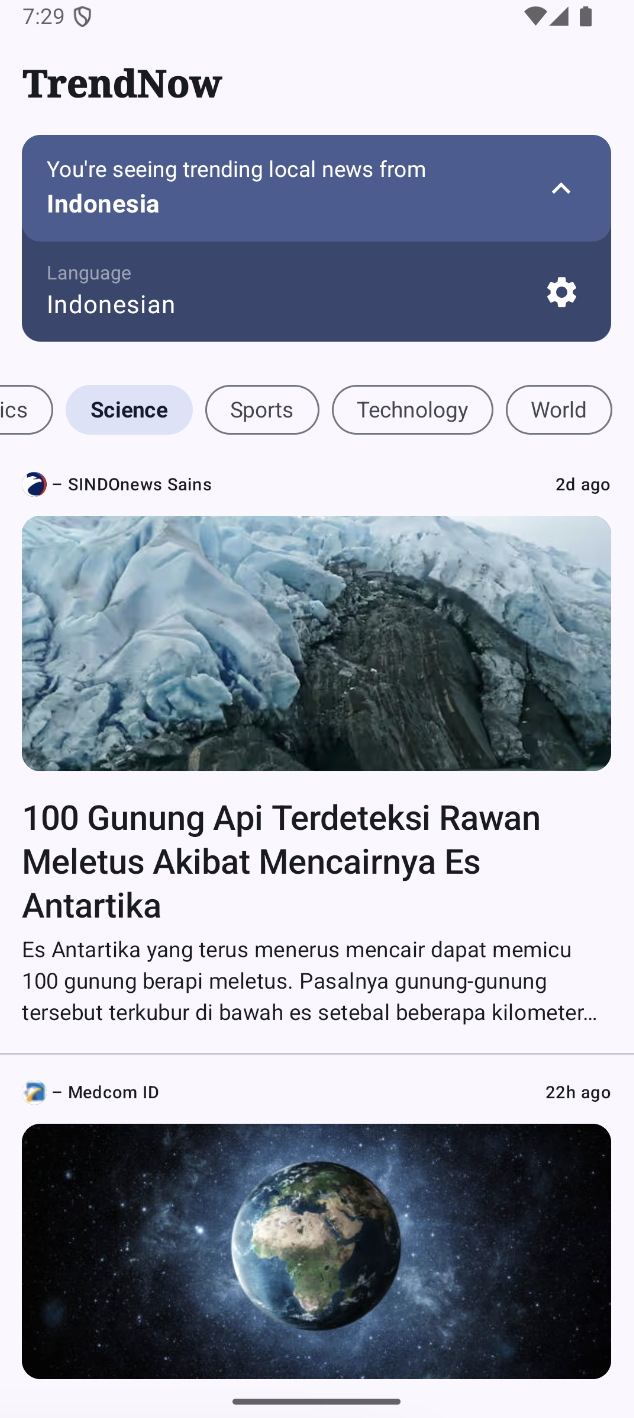 7:29
TrendNow
You're seeing trending local news from
Indonesia
Language
Indonesian
ics
Science
Sports
Technology
World
– SINDOnews Sains
2d ago
100 Gunung Api Terdeteksi Rawan
Meletus Akibat Mencairnya Es
Antartika
Es Antartika yang terus menerus mencair dapat memicu
100 gunung berapi meletus. Pasalnya gunung-gunung
tersebut terkubur di bawah es setebal beberapa kilometer…
– Medcom ID
22h ago